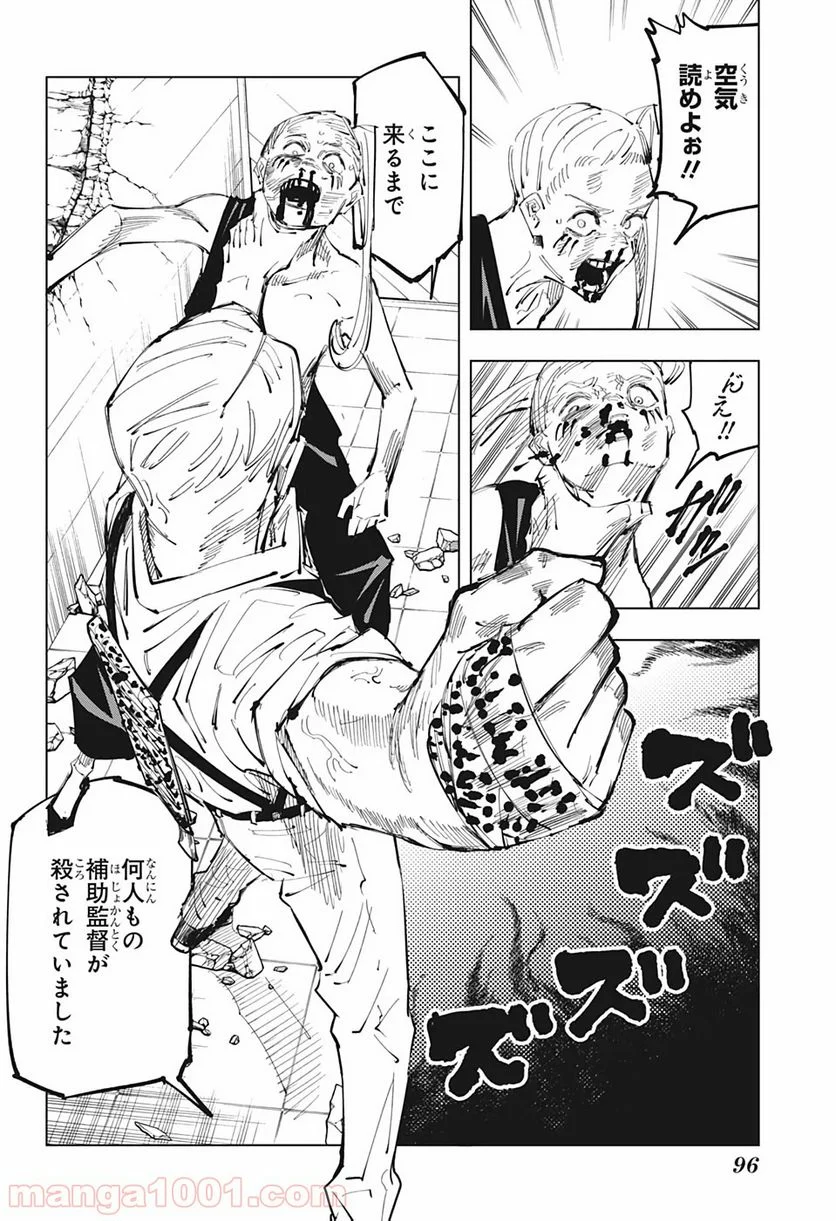 空気
読めよぉ!!
ん゛え!!
ガガッ
ここに
来るまで
ズズズズ
何人もの
補助監督が
殺されていました
96
manga1001.com